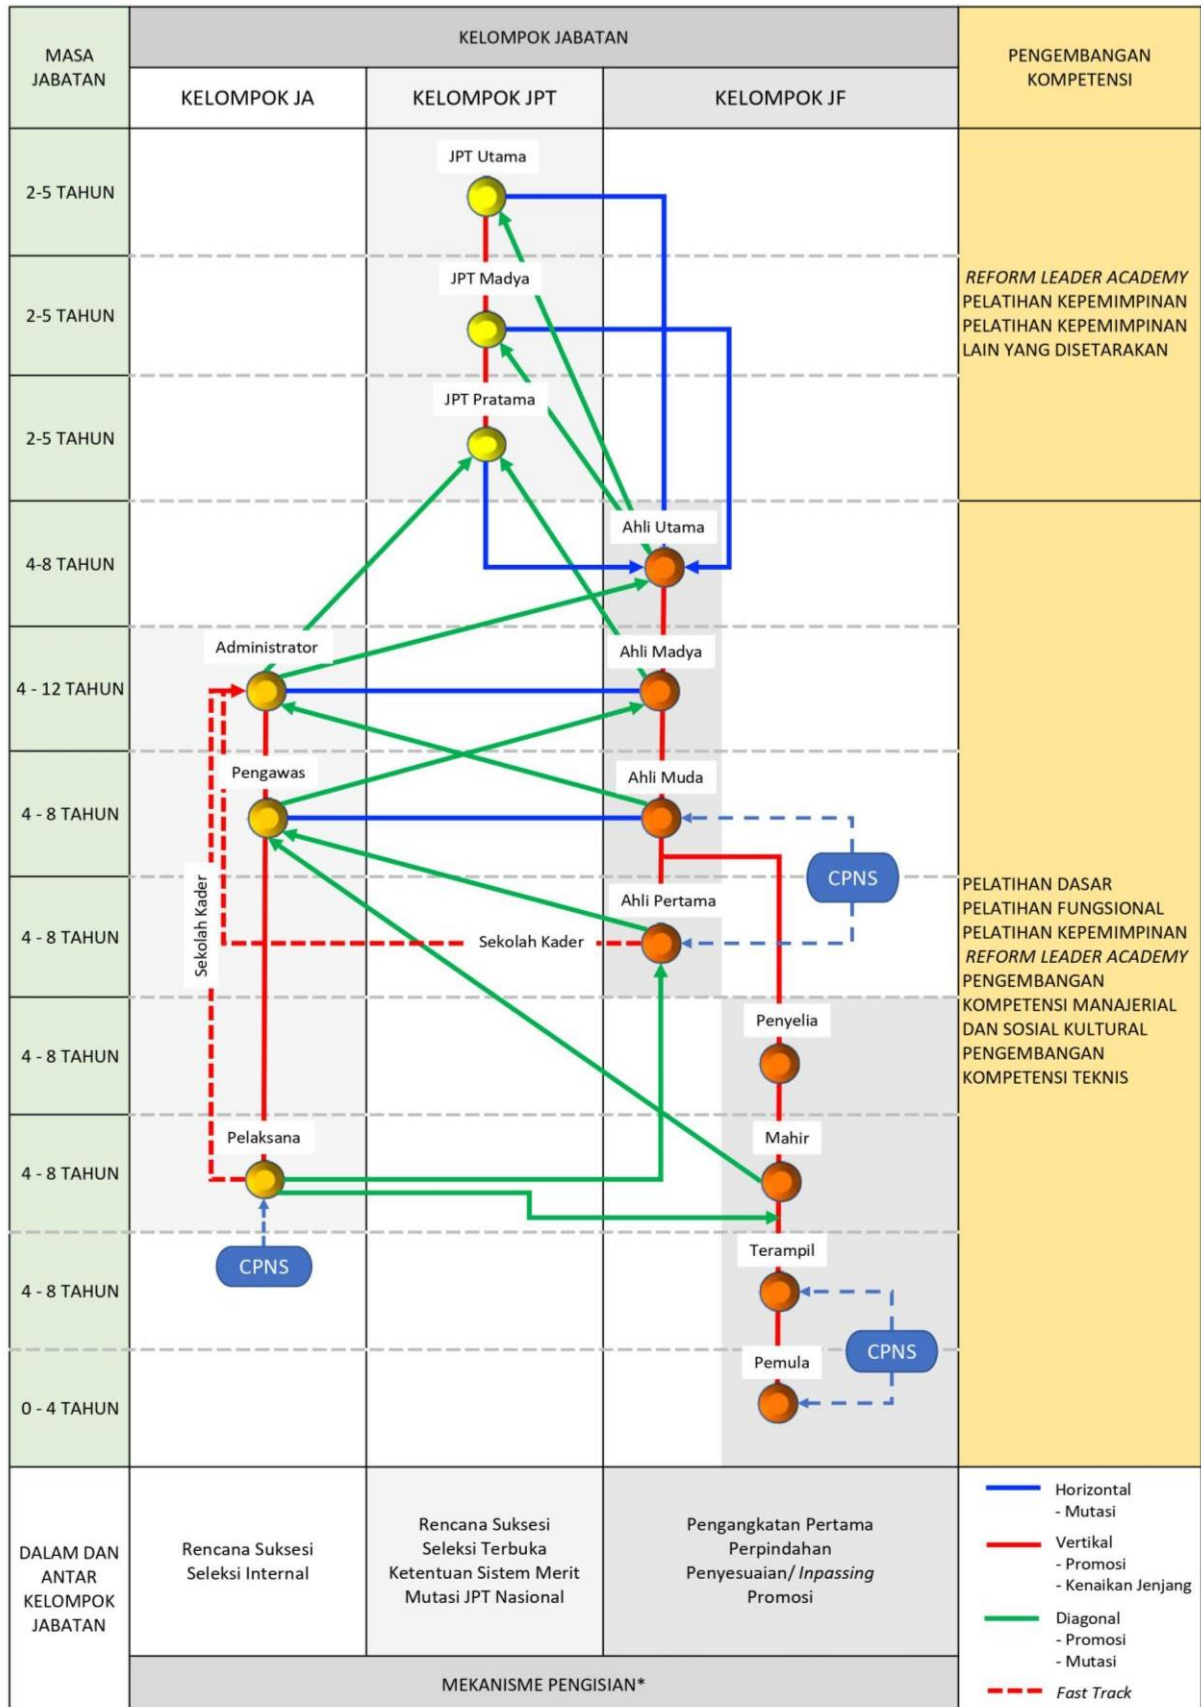 MASA
JABATAN
KELOMPOK JABATAN
PENGEMBANGAN
KOMPETENSI
KELOMPOK JA
KELOMPOK JPT
KELOMPOK JF
2-5 TAHUN
JPT Utama
2-5 TAHUN
JPT Madya
REFORM LEADER ACADEMY
PELATIHAN KEPEMIMPINAN
PELATIHAN KEPEMIMPINAN
LAIN YANG DISETARAKAN
2-5 TAHUN
JPT Pratama
4-8 TAHUN
Ahli Utama
4 - 12 TAHUN
Administrator
Ahli Madya
4 - 8 TAHUN
Pengawas
Ahli Muda
CPNS
4 - 8 TAHUN
Ahli Pertama
Sekolah Kader
Sekolah Kader
PELATIHAN DASAR
PELATIHAN FUNGSIONAL
PELATIHAN KEPEMIMPINAN
REFORM LEADER ACADEMY
PENGEMBANGAN
KOMPETENSI MANAJERIAL
DAN SOSIAL KULTURAL
PENGEMBANGAN
KOMPETENSI TEKNIS
4 - 8 TAHUN
Penyelia
4 - 8 TAHUN
Pelaksana
Mahir
CPNS
4 - 8 TAHUN
Terampil
CPNS
0 - 4 TAHUN
Pemula
DALAM DAN
ANTAR
KELOMPOK
JABATAN
Rencana Suksesi
Seleksi Internal
Rencana Suksesi
Seleksi Terbuka
Ketentuan Sistem Merit
Mutasi JPT Nasional
Pengangkatan Pertama
Perpindahan
Penyesuaian/ Inpassing
Promosi
MEKANISME PENGISIAN*
Horizontal
- Mutasi
Vertikal
- Promosi
- Kenaikan Jenjang
Diagonal
- Promosi
- Mutasi
Fast Track